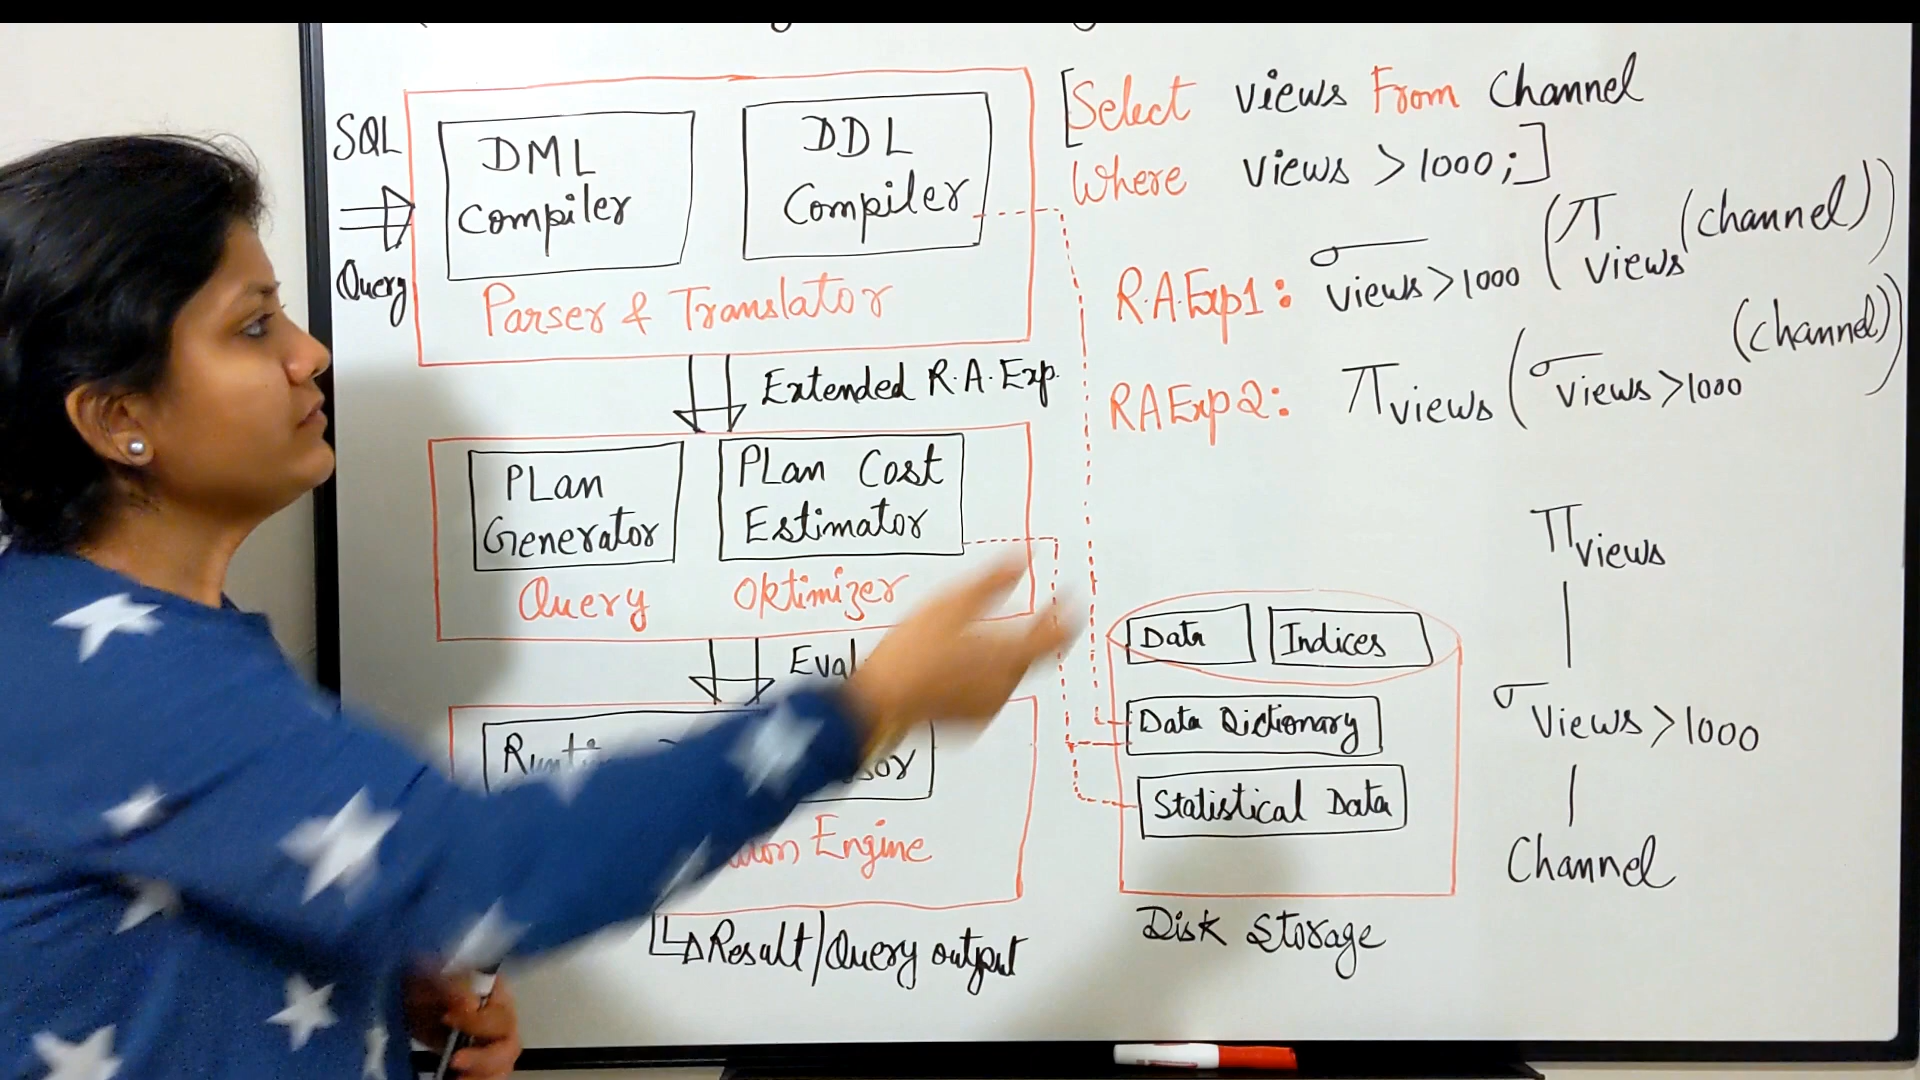 SQL
Query
DML
Compiler
DDL
Compiler
Parser & Translator
Extended R.A.Exp.
PLan
Generator
PLan Cost
Estimator
Query Optimizer
Engine
Result/Query output
[Select views From Channel
Where views >1000;]
R.A.Exp1: σ views>1000 (π views (channel))
RAExp2: π views (σ views>1000 (channel))
Data
Indices
Data Dictionary
Statistical Data
Disk Storage
π views
σ Views>1000
Channel